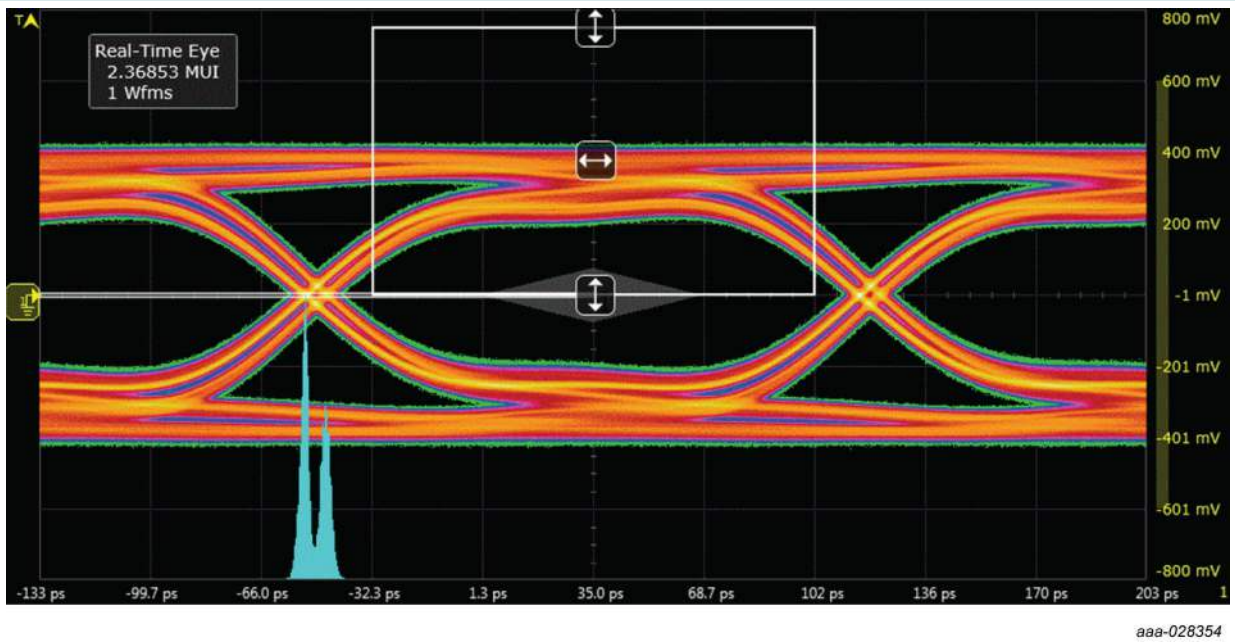 T
800 mV
Real-Time Eye
2.36853 MUI
1 Wfms
600 mV
400 mV
200 mV
-1 mV
-201 mV
-401 mV
-601 mV
-800 mV
-133 ps -99.7 ps -66.0 ps -32.3 ps 1.3 ps 35.0 ps 68.7 ps 102 ps 136 ps 170 ps 203 ps 1
aaa-028354